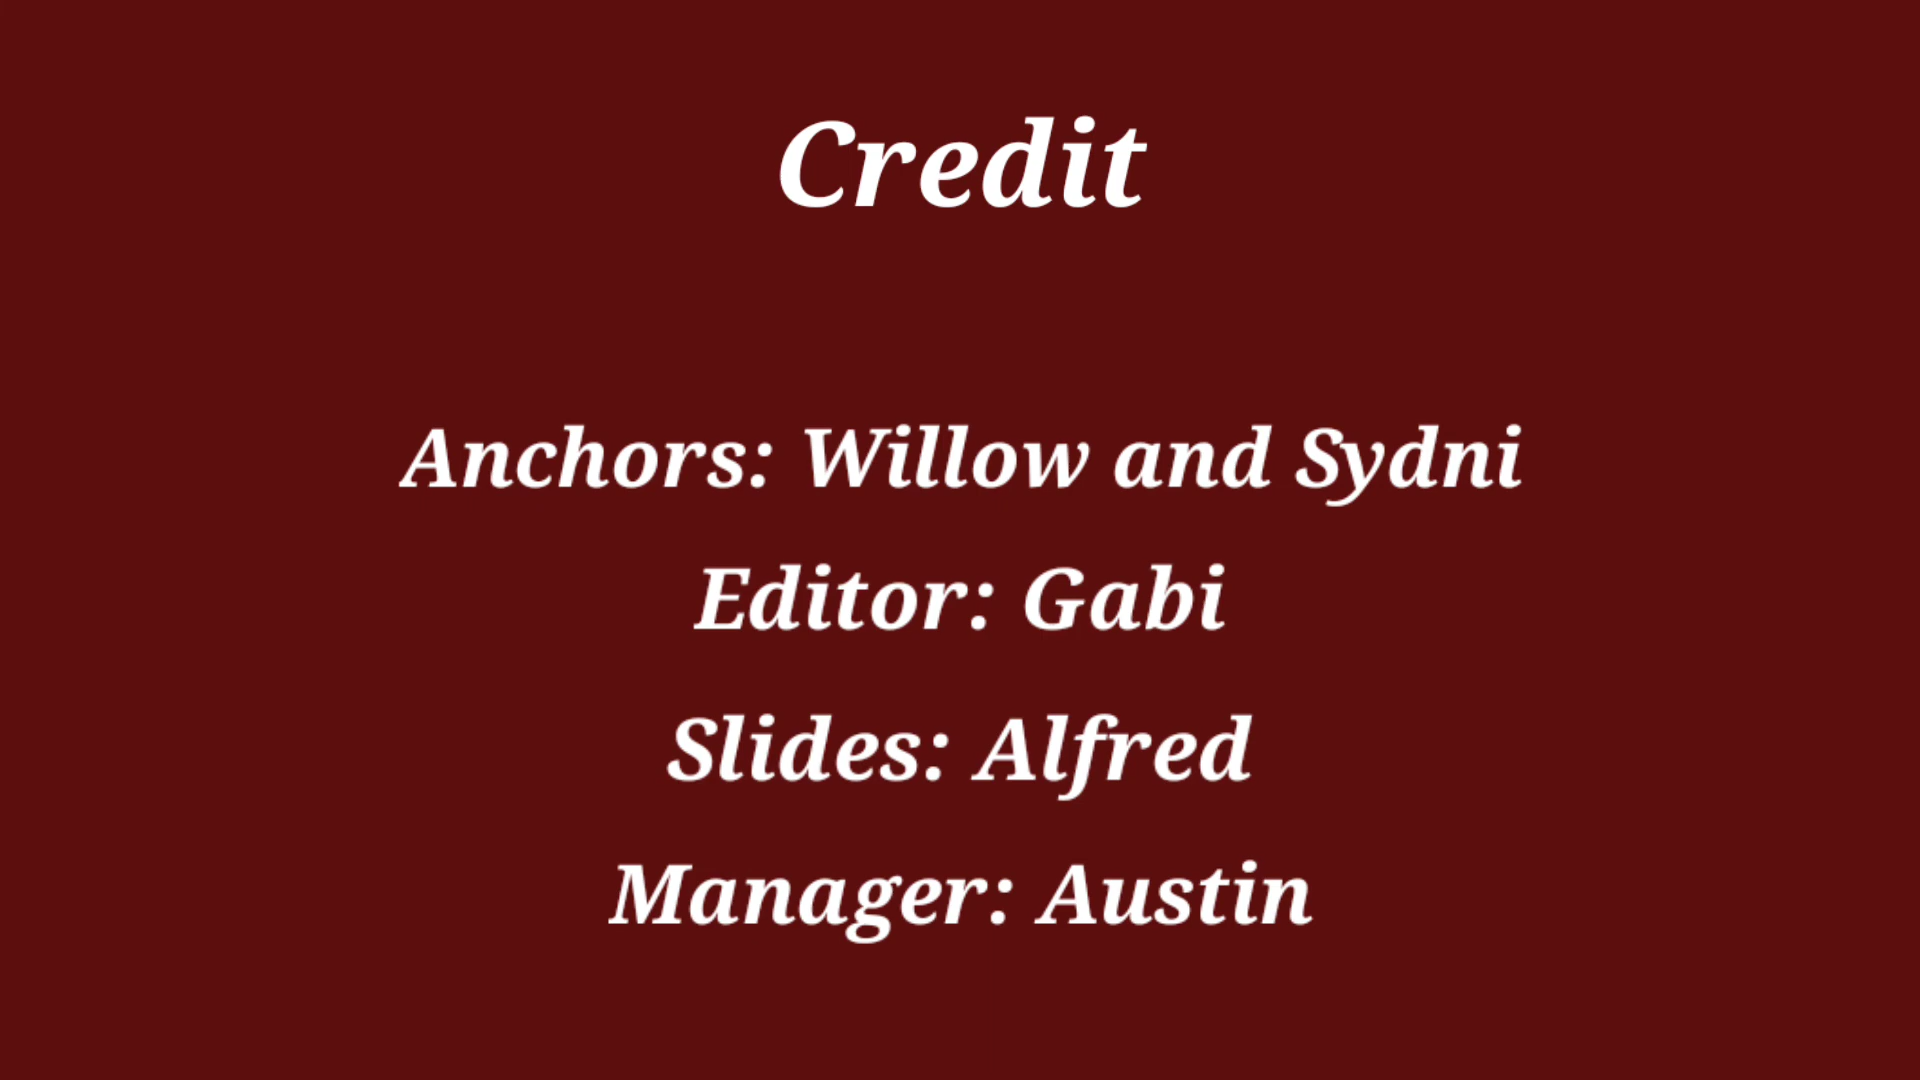 Credit
Anchors: Willow and Sydni
Editor: Gabi
Slides: Alfred
Manager: Austin